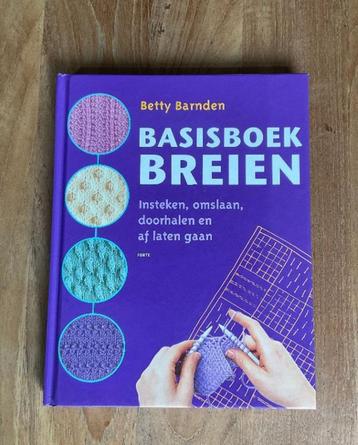 Betty Barnden
BASISBOEK
BREIEN
Insteken, omslaan,
doorhalen en
af laten gaan
FORTE